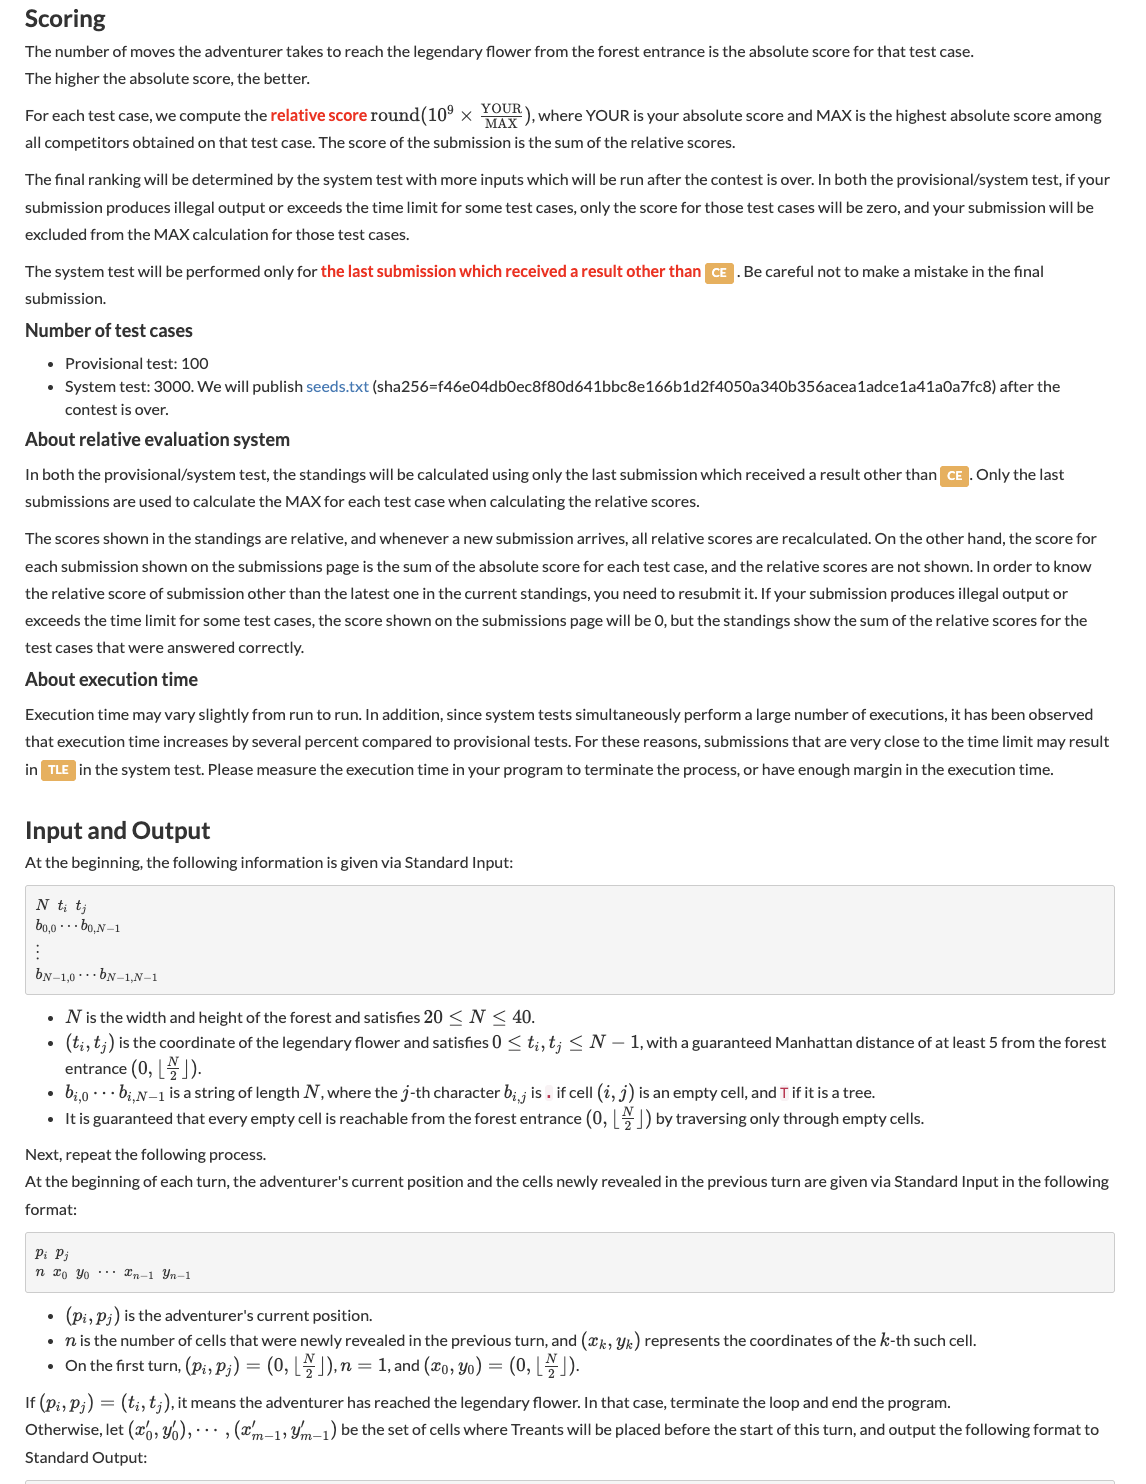 Scoring
The number of moves the adventurer takes to reach the legendary flower from the forest entrance is the absolute score for that test case.
The higher the absolute score, the better.
For each test case, we compute the relative score round(10⁹ × YOUR/MAX), where YOUR is your absolute score and MAX is the highest absolute score among
all competitors obtained on that test case. The score of the submission is the sum of the relative scores.
The final ranking will be determined by the system test with more inputs which will be run after the contest is over. In both the provisional/system test, if your
submission produces illegal output or exceeds the time limit for some test cases, only the score for those test cases will be zero, and your submission will be
excluded from the MAX calculation for those test cases.
The system test will be performed only for the last submission which received a result other than CE . Be careful not to make a mistake in the final
submission.
Number of test cases
• Provisional test: 100
• System test: 3000. We will publish seeds.txt (sha256=f46e04db0ec8f80d641bbc8e166b1d2f4050a340b356acea1adce1a41a0a7fc8) after the
contest is over.
About relative evaluation system
In both the provisional/system test, the standings will be calculated using only the last submission which received a result other than CE . Only the last
submissions are used to calculate the MAX for each test case when calculating the relative scores.
The scores shown in the standings are relative, and whenever a new submission arrives, all relative scores are recalculated. On the other hand, the score for
each submission shown on the submissions page is the sum of the absolute score for each test case, and the relative scores are not shown. In order to know
the relative score of submission other than the latest one in the current standings, you need to resubmit it. If your submission produces illegal output or
exceeds the time limit for some test cases, the score shown on the submissions page will be 0, but the standings show the sum of the relative scores for the
test cases that were answered correctly.
About execution time
Execution time may vary slightly from run to run. In addition, since system tests simultaneously perform a large number of executions, it has been observed
that execution time increases by several percent compared to provisional tests. For these reasons, submissions that are very close to the time limit may result
in TLE in the system test. Please measure the execution time in your program to terminate the process, or have enough margin in the execution time.
Input and Output
At the beginning, the following information is given via Standard Input:
N t_i t_j
b_{0,0} ⋯ b_{0,N−1}
⋮
b_{N−1,0} ⋯ b_{N−1,N−1}
• N is the width and height of the forest and satisfies 20 ≤ N ≤ 40.
• (t_i, t_j) is the coordinate of the legendary flower and satisfies 0 ≤ t_i, t_j ≤ N − 1, with a guaranteed Manhattan distance of at least 5 from the forest
entrance (0, ⌊N/2⌋).
• b_{i,0} ⋯ b_{i,N−1} is a string of length N, where the j-th character b_{i,j} is . if cell (i, j) is an empty cell, and T if it is a tree.
• It is guaranteed that every empty cell is reachable from the forest entrance (0, ⌊N/2⌋) by traversing only through empty cells.
Next, repeat the following process.
At the beginning of each turn, the adventurer's current position and the cells newly revealed in the previous turn are given via Standard Input in the following
format:
p_i p_j
n x_0 y_0 ⋯ x_{n−1} y_{n−1}
• (p_i, p_j) is the adventurer's current position.
• n is the number of cells that were newly revealed in the previous turn, and (x_k, y_k) represents the coordinates of the k-th such cell.
• On the first turn, (p_i, p_j) = (0, ⌊N/2⌋), n = 1, and (x_0, y_0) = (0, ⌊N/2⌋).
If (p_i, p_j) = (t_i, t_j), it means the adventurer has reached the legendary flower. In that case, terminate the loop and end the program.
Otherwise, let (x′_0, y′_0), ⋯ , (x′_{m−1}, y′_{m−1}) be the set of cells where Treants will be placed before the start of this turn, and output the following format to
Standard Output: